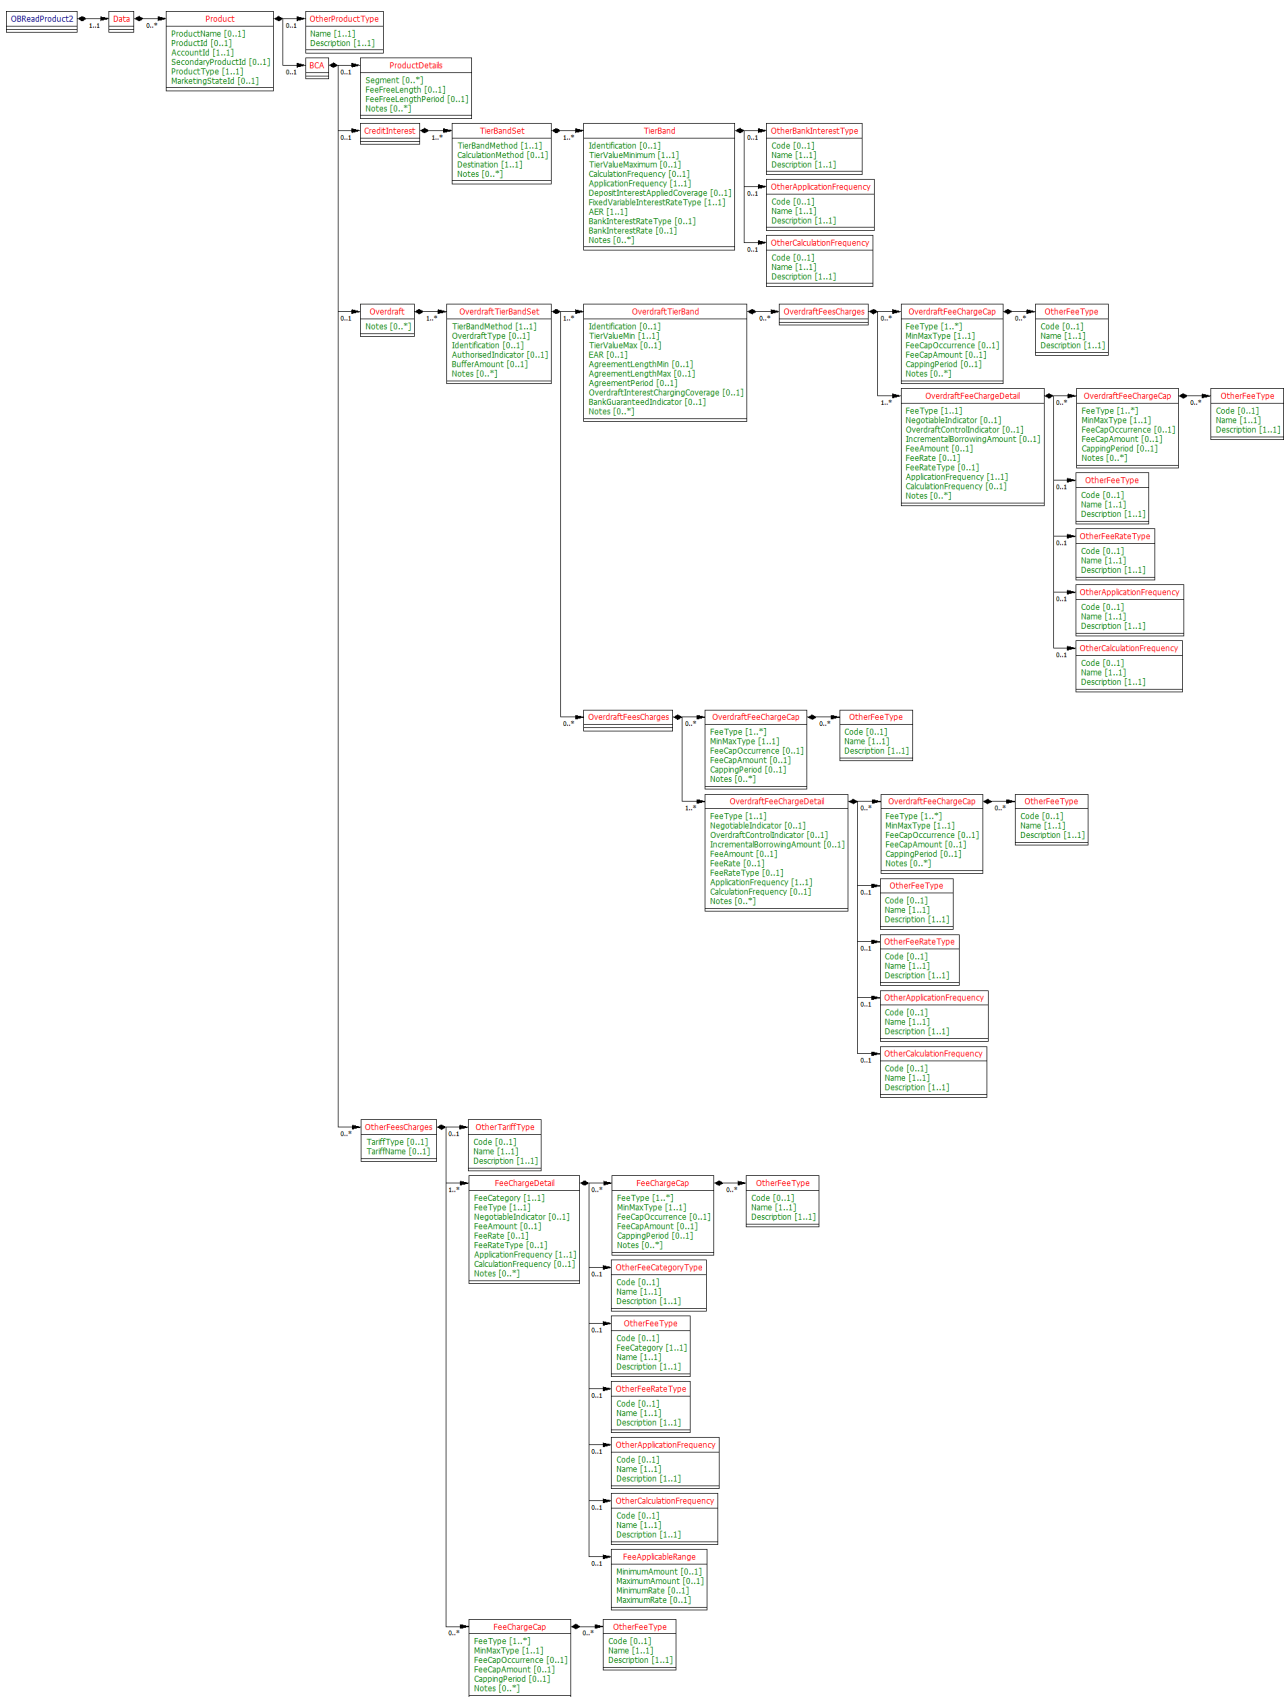 OBReadProduct2
1..1
Data
0..*
Product
ProductName [0..1]
ProductId [0..1]
AccountId [1..1]
SecondaryProductId [0..1]
ProductType [1..1]
MarketingStateId [0..1]
0..1
OtherProductType
Name [1..1]
Description [1..1]
0..1
BCA
0..1
ProductDetails
Segment [0..*]
FeeFreeLength [0..1]
FeeFreeLengthPeriod [0..1]
Notes [0..*]
0..1
CreditInterest
1..*
TierBandSet
TierBandMethod [1..1]
CalculationMethod [0..1]
Destination [1..1]
Notes [0..*]
1..*
TierBand
Identification [0..1]
TierValueMinimum [1..1]
TierValueMaximum [0..1]
CalculationFrequency [0..1]
ApplicationFrequency [1..1]
DepositInterestAppliedCoverage [0..1]
FixedVariableInterestRateType [1..1]
AER [1..1]
BankInterestRateType [0..1]
BankInterestRate [0..1]
Notes [0..*]
0..1
OtherBankInterestType
Code [0..1]
Name [1..1]
Description [1..1]
0..1
OtherApplicationFrequency
Code [0..1]
Name [1..1]
Description [1..1]
0..1
OtherCalculationFrequency
Code [0..1]
Name [1..1]
Description [1..1]
0..1
Overdraft
Notes [0..*]
1..*
OverdraftTierBandSet
TierBandMethod [1..1]
OverdraftType [0..1]
Identification [0..1]
AuthorisedIndicator [0..1]
BufferAmount [0..1]
Notes [0..*]
1..*
OverdraftTierBand
Identification [0..1]
TierValueMin [1..1]
TierValueMax [0..1]
EAR [0..1]
AgreementLengthMin [0..1]
AgreementLengthMax [0..1]
AgreementPeriod [0..1]
OverdraftInterestChargingCoverage [0..1]
BankGuaranteedIndicator [0..1]
Notes [0..*]
0..*
OverdraftFeesCharges
0..*
OverdraftFeeChargeCap
FeeType [1..*]
MinMaxType [1..1]
FeeCapOccurrence [0..1]
FeeCapAmount [0..1]
CappingPeriod [0..1]
Notes [0..*]
0..*
OtherFeeType
Code [0..1]
Name [1..1]
Description [1..1]
1..*
OverdraftFeeChargeDetail
FeeType [1..1]
NegotiableIndicator [0..1]
OverdraftControlIndicator [0..1]
IncrementalBorrowingAmount [0..1]
FeeAmount [0..1]
FeeRate [0..1]
FeeRateType [0..1]
ApplicationFrequency [1..1]
CalculationFrequency [0..1]
Notes [0..*]
0..*
OverdraftFeeChargeCap
FeeType [1..*]
MinMaxType [1..1]
FeeCapOccurrence [0..1]
FeeCapAmount [0..1]
CappingPeriod [0..1]
Notes [0..*]
0..*
OtherFeeType
Code [0..1]
Name [1..1]
Description [1..1]
0..1
OtherFeeType
Code [0..1]
Name [1..1]
Description [1..1]
0..1
OtherFeeRateType
Code [0..1]
Name [1..1]
Description [1..1]
0..1
OtherApplicationFrequency
Code [0..1]
Name [1..1]
Description [1..1]
0..1
OtherCalculationFrequency
Code [0..1]
Name [1..1]
Description [1..1]
0..*
OverdraftFeesCharges
0..*
OverdraftFeeChargeCap
FeeType [1..*]
MinMaxType [1..1]
FeeCapOccurrence [0..1]
FeeCapAmount [0..1]
CappingPeriod [0..1]
Notes [0..*]
0..*
OtherFeeType
Code [0..1]
Name [1..1]
Description [1..1]
1..*
OverdraftFeeChargeDetail
FeeType [1..1]
NegotiableIndicator [0..1]
OverdraftControlIndicator [0..1]
IncrementalBorrowingAmount [0..1]
FeeAmount [0..1]
FeeRate [0..1]
FeeRateType [0..1]
ApplicationFrequency [1..1]
CalculationFrequency [0..1]
Notes [0..*]
0..*
OverdraftFeeChargeCap
FeeType [1..*]
MinMaxType [1..1]
FeeCapOccurrence [0..1]
FeeCapAmount [0..1]
CappingPeriod [0..1]
Notes [0..*]
0..*
OtherFeeType
Code [0..1]
Name [1..1]
Description [1..1]
0..1
OtherFeeType
Code [0..1]
Name [1..1]
Description [1..1]
0..1
OtherFeeRateType
Code [0..1]
Name [1..1]
Description [1..1]
0..1
OtherApplicationFrequency
Code [0..1]
Name [1..1]
Description [1..1]
0..1
OtherCalculationFrequency
Code [0..1]
Name [1..1]
Description [1..1]
0..*
OtherFeesCharges
TariffType [0..1]
TariffName [0..1]
0..1
OtherTariffType
Code [0..1]
Name [1..1]
Description [1..1]
1..*
FeeChargeDetail
FeeCategory [1..1]
FeeType [1..1]
NegotiableIndicator [0..1]
FeeAmount [0..1]
FeeRate [0..1]
FeeRateType [0..1]
ApplicationFrequency [1..1]
CalculationFrequency [0..1]
Notes [0..*]
0..*
FeeChargeCap
FeeType [1..*]
MinMaxType [1..1]
FeeCapOccurrence [0..1]
FeeCapAmount [0..1]
CappingPeriod [0..1]
Notes [0..*]
0..*
OtherFeeType
Code [0..1]
Name [1..1]
Description [1..1]
0..1
OtherFeeCategoryType
Code [0..1]
Name [1..1]
Description [1..1]
0..1
OtherFeeType
Code [0..1]
FeeCategory [1..1]
Name [1..1]
Description [1..1]
0..1
OtherFeeRateType
Code [0..1]
Name [1..1]
Description [1..1]
0..1
OtherApplicationFrequency
Code [0..1]
Name [1..1]
Description [1..1]
0..1
OtherCalculationFrequency
Code [0..1]
Name [1..1]
Description [1..1]
0..1
FeeApplicableRange
MinimumAmount [0..1]
MaximumAmount [0..1]
MinimumRate [0..1]
MaximumRate [0..1]
0..*
FeeChargeCap
FeeType [1..*]
MinMaxType [1..1]
FeeCapOccurrence [0..1]
FeeCapAmount [0..1]
CappingPeriod [0..1]
Notes [0..*]
0..*
OtherFeeType
Code [0..1]
Name [1..1]
Description [1..1]